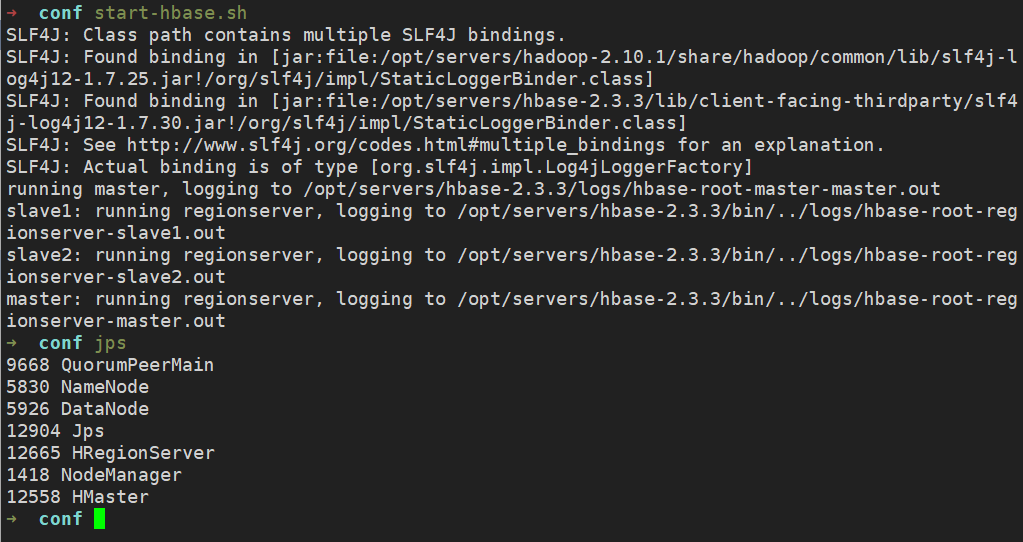 →  conf start-hbase.sh
SLF4J: Class path contains multiple SLF4J bindings.
SLF4J: Found binding in [jar:file:/opt/servers/hadoop-2.10.1/share/hadoop/common/lib/slf4j-l
og4j12-1.7.25.jar!/org/slf4j/impl/StaticLoggerBinder.class]
SLF4J: Found binding in [jar:file:/opt/servers/hbase-2.3.3/lib/client-facing-thirdparty/slf4
j-log4j12-1.7.30.jar!/org/slf4j/impl/StaticLoggerBinder.class]
SLF4J: See http://www.slf4j.org/codes.html#multiple_bindings for an explanation.
SLF4J: Actual binding is of type [org.slf4j.impl.Log4jLoggerFactory]
running master, logging to /opt/servers/hbase-2.3.3/logs/hbase-root-master-master.out
slave1: running regionserver, logging to /opt/servers/hbase-2.3.3/bin/../logs/hbase-root-reg
ionserver-slave1.out
slave2: running regionserver, logging to /opt/servers/hbase-2.3.3/bin/../logs/hbase-root-reg
ionserver-slave2.out
master: running regionserver, logging to /opt/servers/hbase-2.3.3/bin/../logs/hbase-root-reg
ionserver-master.out
→  conf jps
9668 QuorumPeerMain
5830 NameNode
5926 DataNode
12904 Jps
12665 HRegionServer
1418 NodeManager
12558 HMaster
→  conf